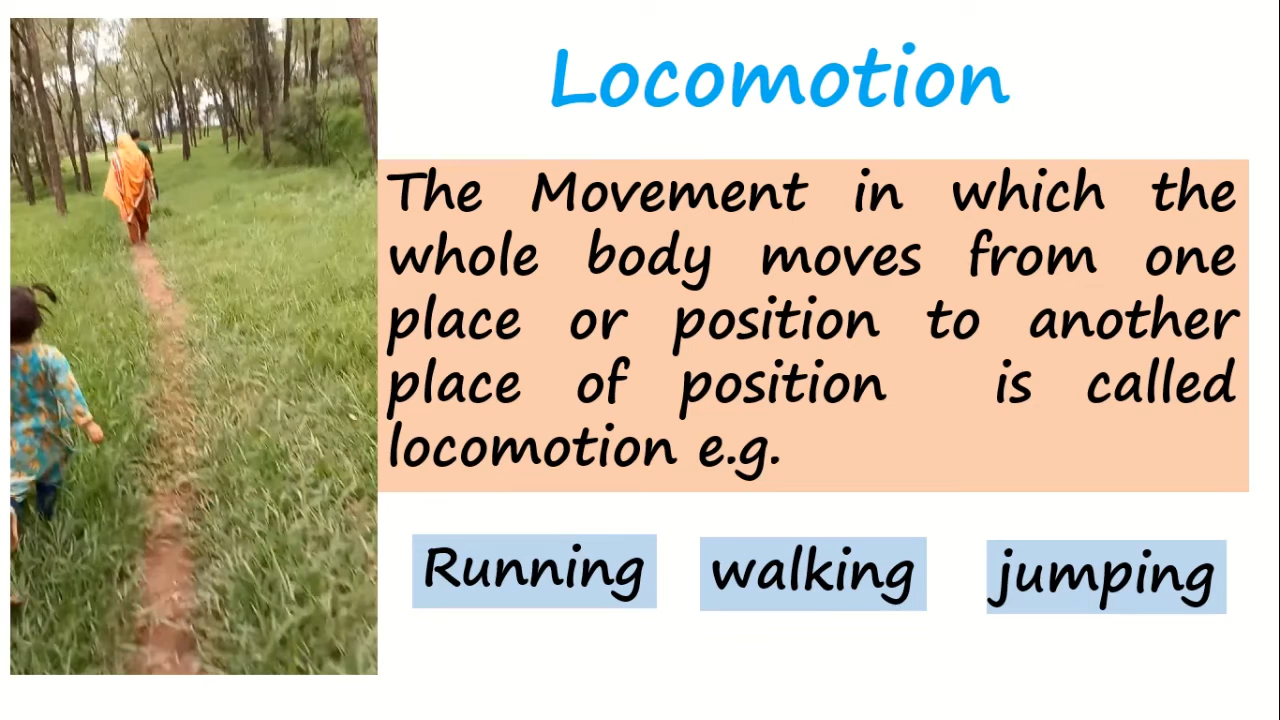 Locomotion
The Movement in which the
whole body moves from one
place or position to another
place of position is called
locomotion e.g.
Running walking jumping